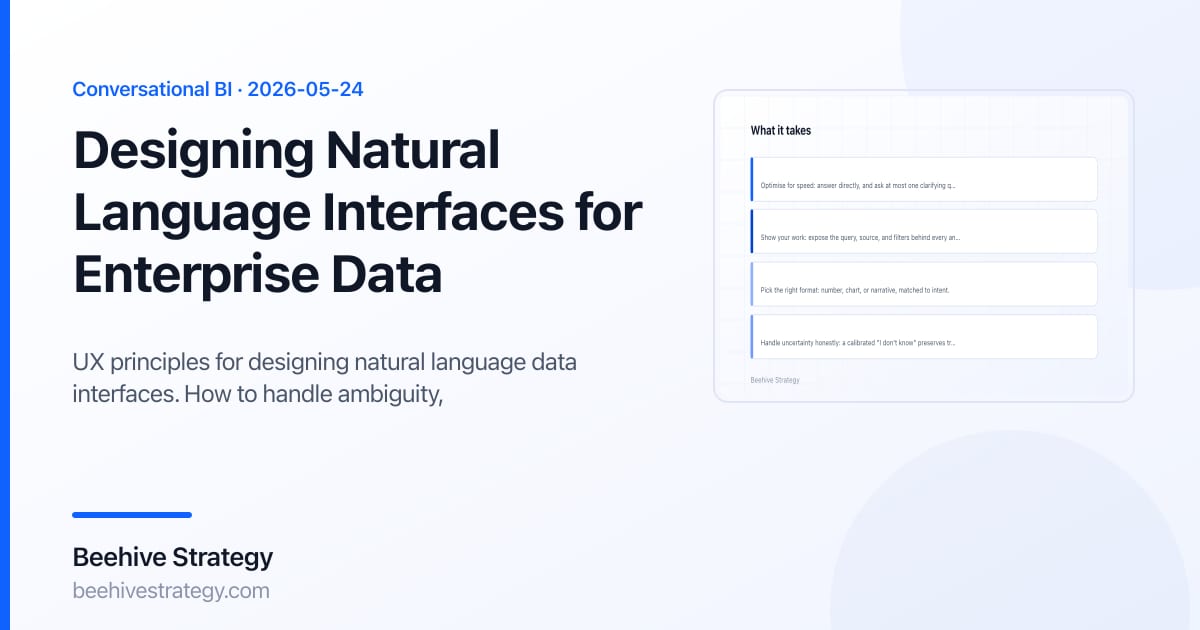 Conversational BI · 2026-05-24
Designing Natural
Language Interfaces for
Enterprise Data
UX principles for designing natural language data
interfaces. How to handle ambiguity,
Beehive Strategy
beehivestrategy.com
What it takes
Optimise for speed: answer directly, and ask at most one clarifying q...
Show your work: expose the query, source, and filters behind every an...
Pick the right format: number, chart, or narrative, matched to intent.
Handle uncertainty honestly: a calibrated "I don't know" preserves tr...
Beehive Strategy